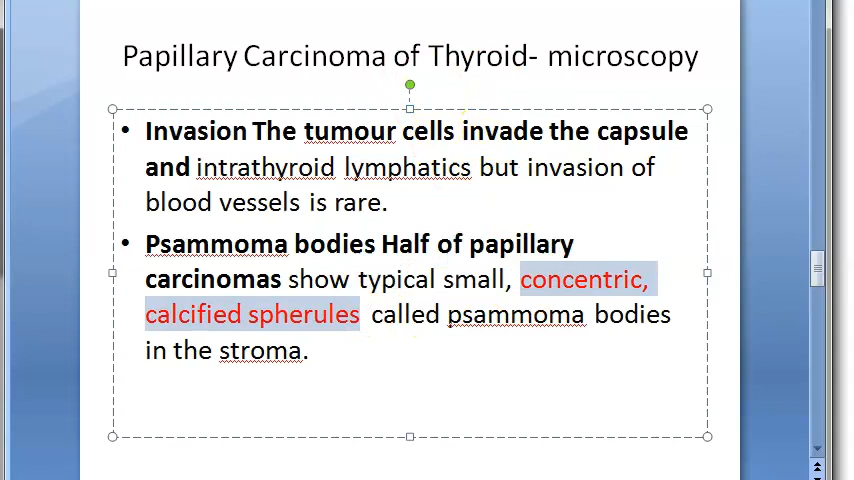 Papillary Carcinoma of Thyroid- microscopy
• Invasion The tumour cells invade the capsule
and intrathyroid lymphatics but invasion of
blood vessels is rare.
• Psammoma bodies Half of papillary
carcinomas show typical small, concentric,
calcified spherules called psammoma bodies
in the stroma.